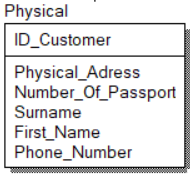 Physical
ID_Customer
Physical_Adress
Number_Of_Passport
Surname
First_Name
Phone_Number